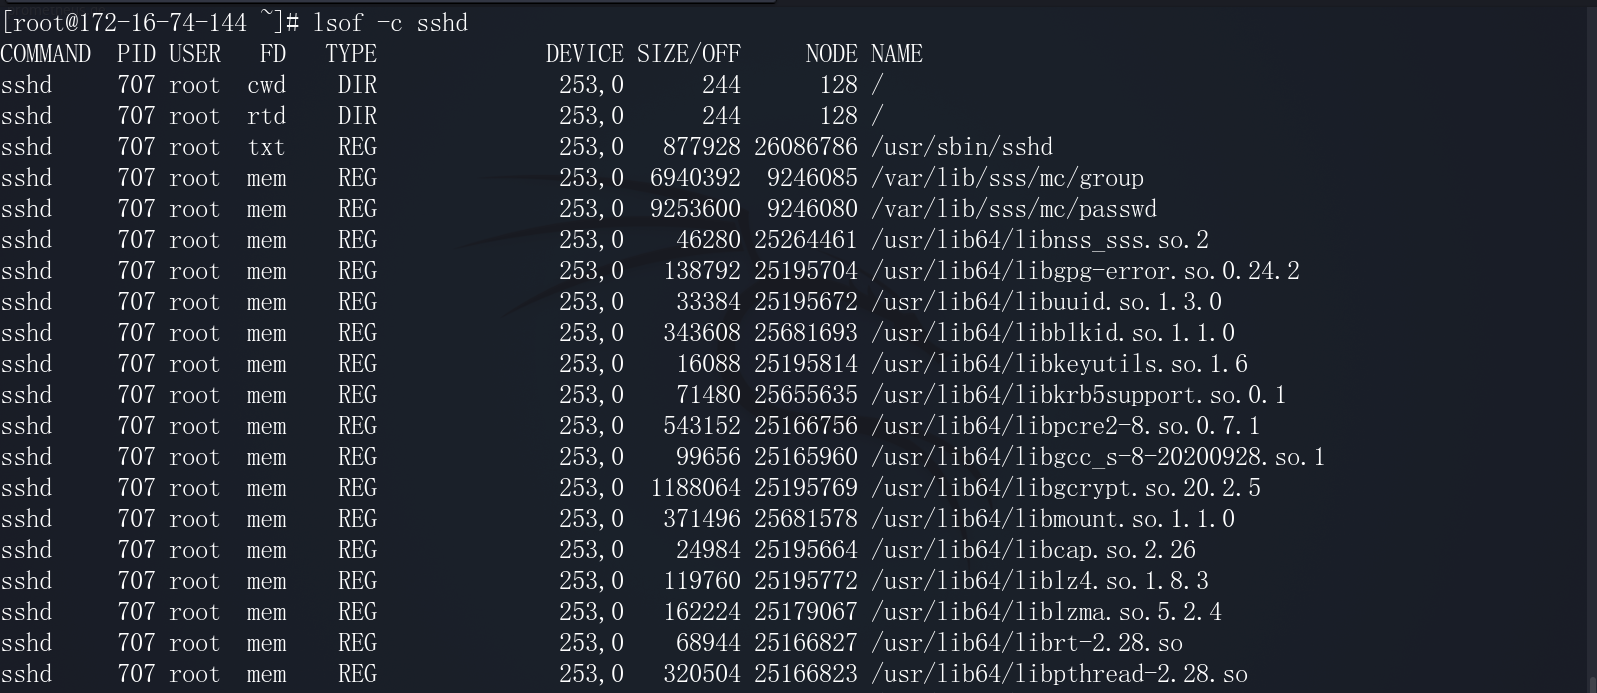 [root@172-16-74-144 ~]# lsof -c sshd
COMMAND  PID USER   FD   TYPE             DEVICE SIZE/OFF     NODE NAME
sshd     707 root  cwd    DIR              253,0      244      128 /
sshd     707 root  rtd    DIR              253,0      244      128 /
sshd     707 root  txt    REG              253,0   877928 26086786 /usr/sbin/sshd
sshd     707 root  mem    REG              253,0  6940392  9246085 /var/lib/sss/mc/group
sshd     707 root  mem    REG              253,0  9253600  9246080 /var/lib/sss/mc/passwd
sshd     707 root  mem    REG              253,0    46280 25264461 /usr/lib64/libnss_sss.so.2
sshd     707 root  mem    REG              253,0   138792 25195704 /usr/lib64/libgpg-error.so.0.24.2
sshd     707 root  mem    REG              253,0    33384 25195672 /usr/lib64/libuuid.so.1.3.0
sshd     707 root  mem    REG              253,0   343608 25681693 /usr/lib64/libblkid.so.1.1.0
sshd     707 root  mem    REG              253,0    16088 25195814 /usr/lib64/libkeyutils.so.1.6
sshd     707 root  mem    REG              253,0    71480 25655635 /usr/lib64/libkrb5support.so.0.1
sshd     707 root  mem    REG              253,0   543152 25166756 /usr/lib64/libpcre2-8.so.0.7.1
sshd     707 root  mem    REG              253,0    99656 25165960 /usr/lib64/libgcc_s-8-20200928.so.1
sshd     707 root  mem    REG              253,0  1188064 25195769 /usr/lib64/libgcrypt.so.20.2.5
sshd     707 root  mem    REG              253,0   371496 25681578 /usr/lib64/libmount.so.1.1.0
sshd     707 root  mem    REG              253,0    24984 25195664 /usr/lib64/libcap.so.2.26
sshd     707 root  mem    REG              253,0   119760 25195772 /usr/lib64/liblz4.so.1.8.3
sshd     707 root  mem    REG              253,0   162224 25179067 /usr/lib64/liblzma.so.5.2.4
sshd     707 root  mem    REG              253,0    68944 25166827 /usr/lib64/librt-2.28.so
sshd     707 root  mem    REG              253,0   320504 25166823 /usr/lib64/libpthread-2.28.so